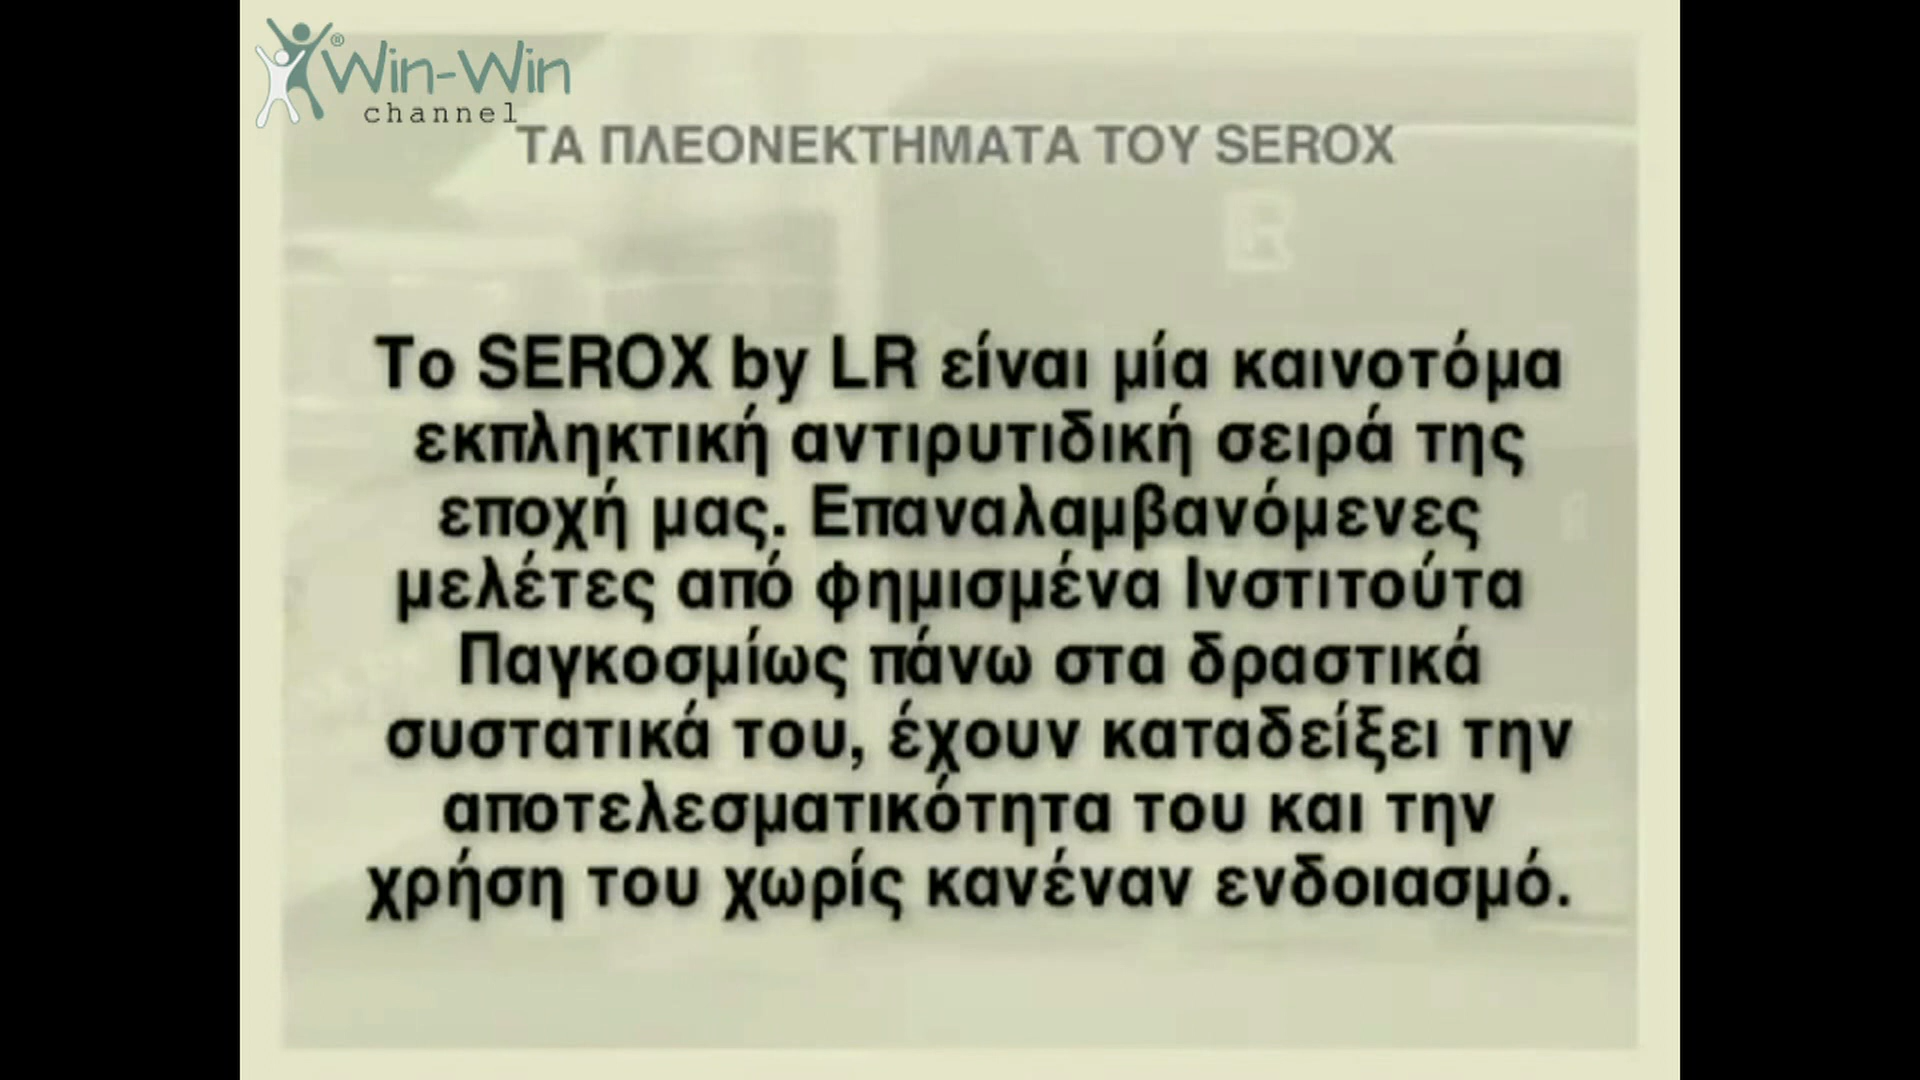 Win-Win®
channel
ΤΑ ΠΛΕΟΝΕΚΤΗΜΑΤΑ ΤΟΥ SEROX
LR
Το SEROX by LR είναι μία καινοτόμα
εκπληκτική αντιρυτιδική σειρά της
εποχή μας. Επαναλαμβανόμενες
μελέτες από φημισμένα Ινστιτούτα
Παγκοσμίως πάνω στα δραστικά
συστατικά του, έχουν καταδείξει την
αποτελεσματικότητα του και την
χρήση του χωρίς κανέναν ενδοιασμό.